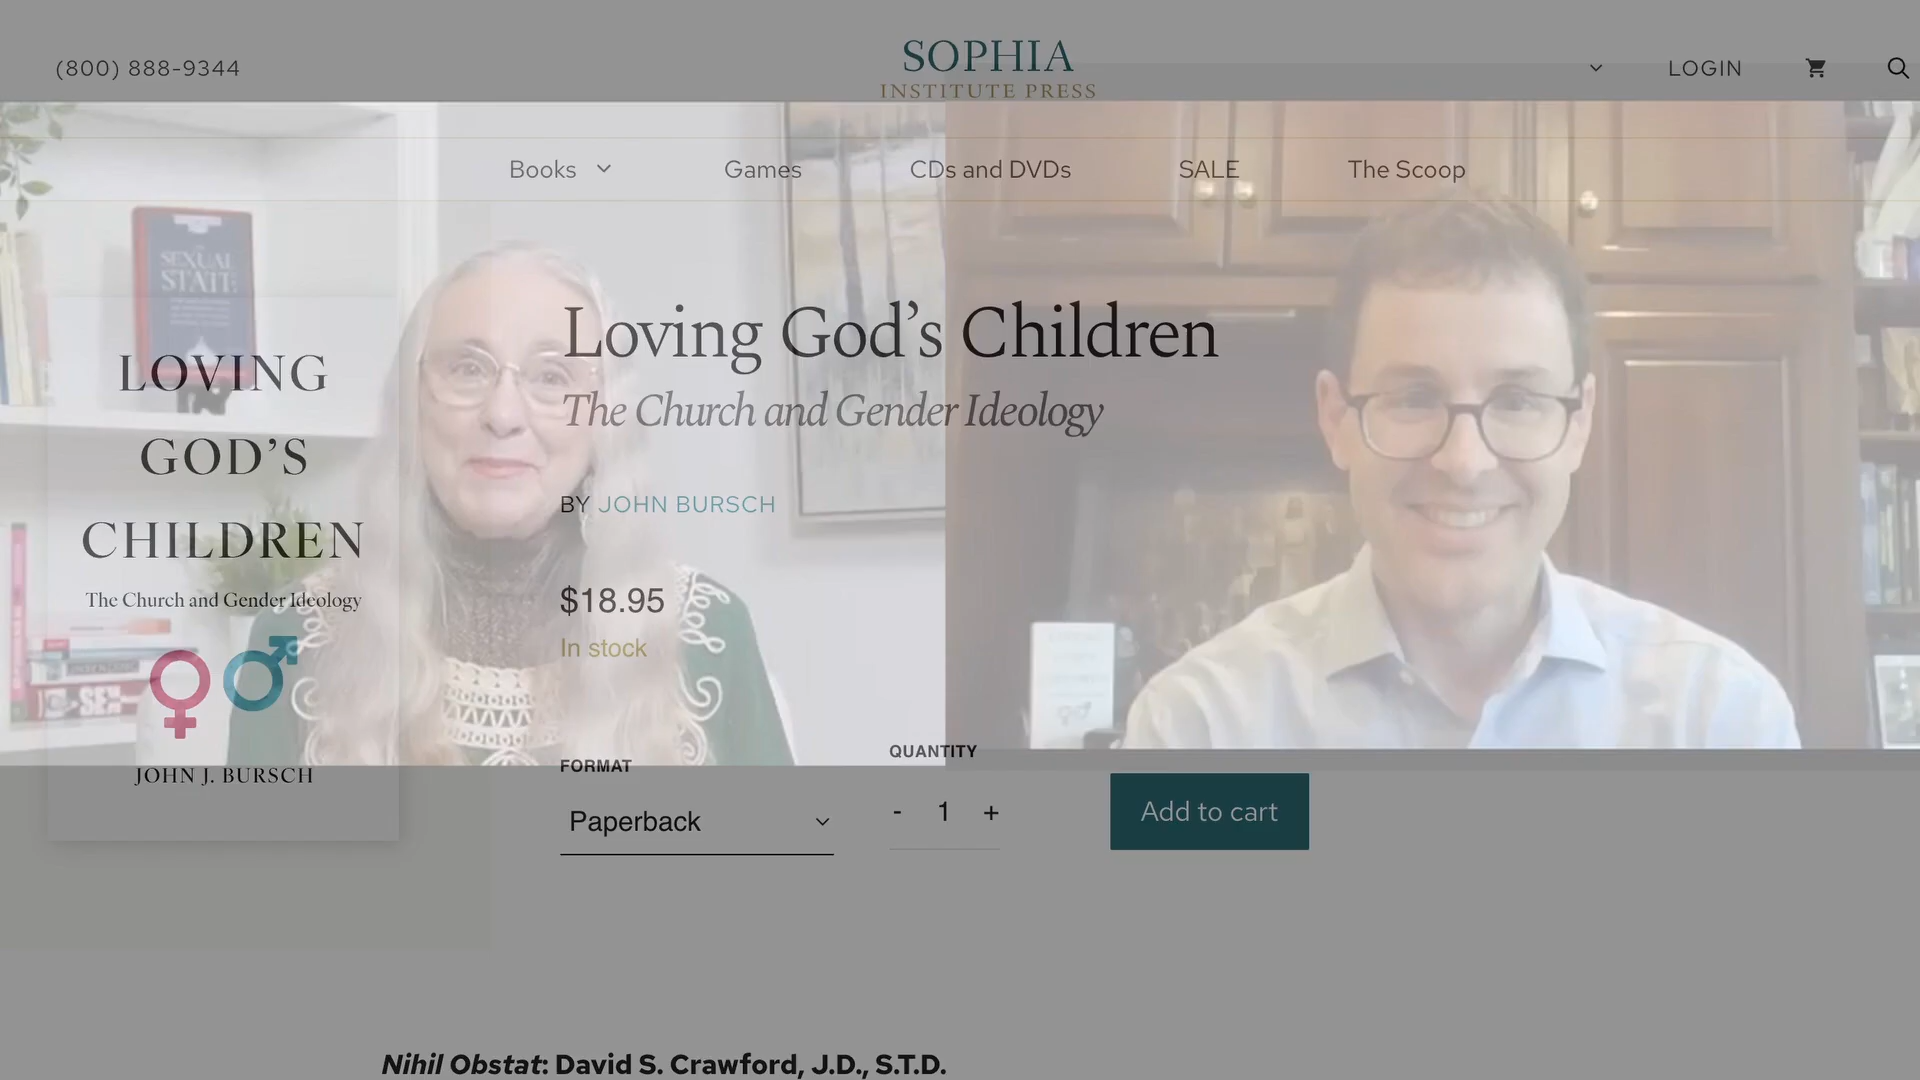 (800) 888-9344
SOPHIA
INSTITUTE PRESS
LOGIN
Books
Games
CDs and DVDs
SALE
The Scoop
SEXUAL
STATE
LOVING
GOD'S
CHILDREN
The Church and Gender Ideology
JOHN J. BURSCH
Loving God's Children
The Church and Gender Ideology
BY JOHN BURSCH
$18.95
In stock
FORMAT
Paperback
QUANTITY
- 1 +
Add to cart
Nihil Obstat: David S. Crawford, J.D., S.T.D.